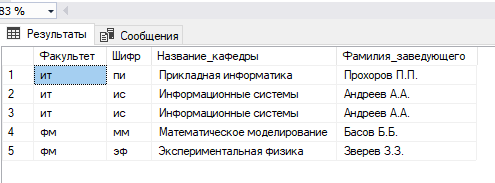 83 %
Результаты Сообщения
Факультет Шифр Название_кафедры Фамилия_заведующего
1 ит пи Прикладная информатика Прохоров П.П.
2 ит ис Информационные системы Андреев А.А.
3 ит ис Информационные системы Андреев А.А.
4 фм мм Математическое моделирование Басов Б.Б.
5 фм эф Экспериментальная физика Зверев З.З.